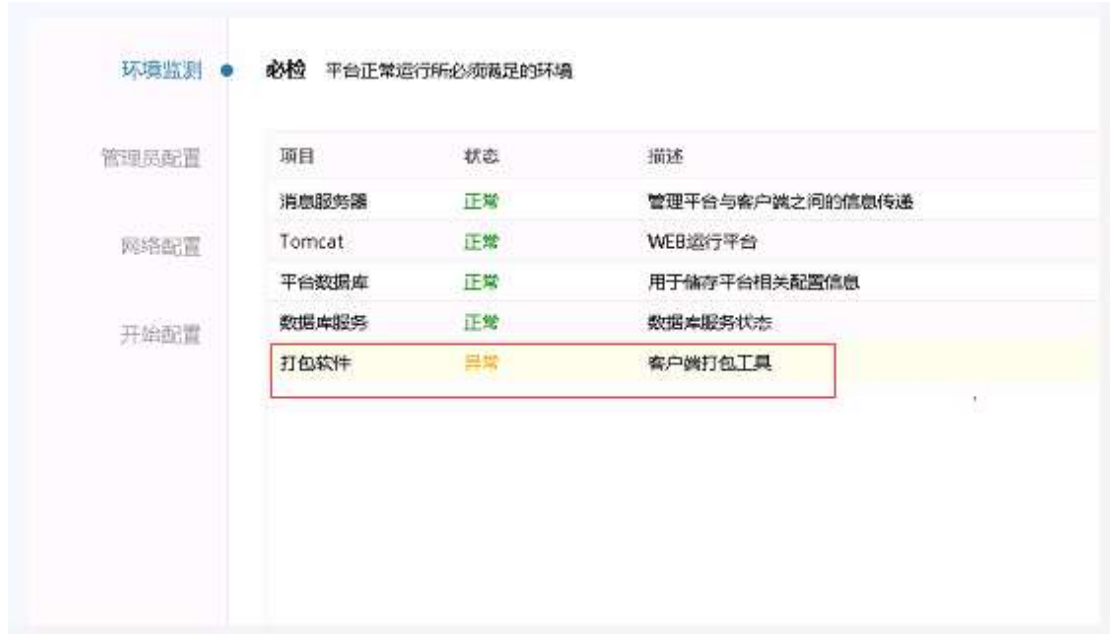 环境监测
管理员配置
网络配置
开始配置
必检 平台正常运行所必须满足的环境
项目 状态 描述
消息服务器 正常 管理平台与客户端之间的信息传递
Tomcat 正常 WEB运行平台
平台数据库 正常 用于储存平台相关配置信息
数据库服务 正常 数据库服务状态
打包软件 异常 客户端打包工具